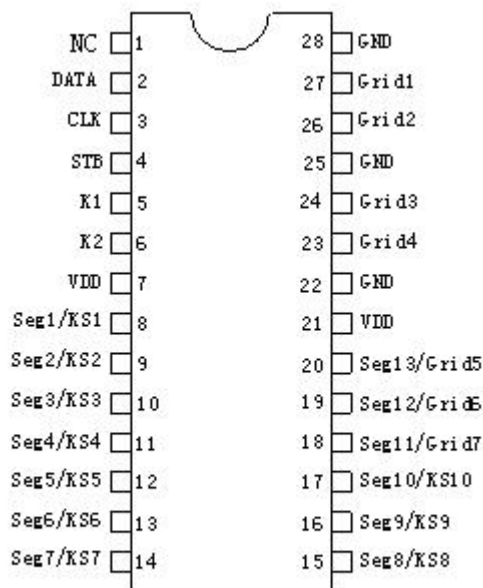 NC 1 28 GND
DATA 2 27 Grid1
CLK 3 26 Grid2
STB 4 25 GND
K1 5 24 Grid3
K2 6 23 Grid4
VDD 7 22 GND
Seg1/KS1 8 21 VDD
Seg2/KS2 9 20 Seg13/Grid5
Seg3/KS3 10 19 Seg12/Grid6
Seg4/KS4 11 18 Seg11/Grid7
Seg5/KS5 12 17 Seg10/KS10
Seg6/KS6 13 16 Seg9/KS9
Seg7/KS7 14 15 Seg8/KS8